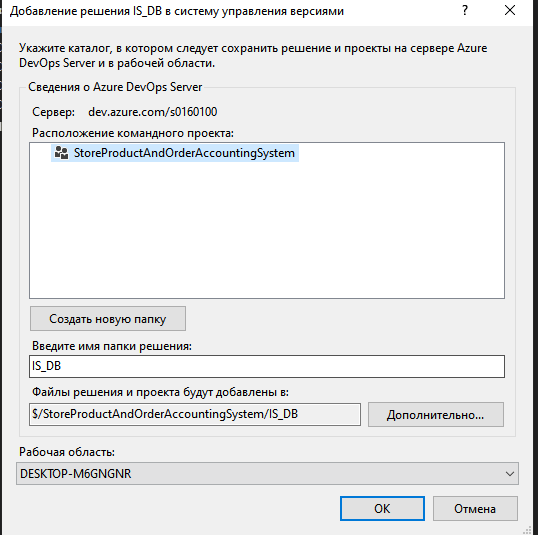 Добавление решения IS_DB в систему управления версиями
Укажите каталог, в котором следует сохранить решение и проекты на сервере Azure
DevOps Server и в рабочей области.
Сведения о Azure DevOps Server
Сервер: dev.azure.com/s0160100
Расположение командного проекта:
StoreProductAndOrderAccountingSystem
Создать новую папку
Введите имя папки решения:
IS_DB
Файлы решения и проекта будут добавлены в:
$/StoreProductAndOrderAccountingSystem/IS_DB
Дополнительно...
Рабочая область:
DESKTOP-M6GNGNR
OK
Отмена